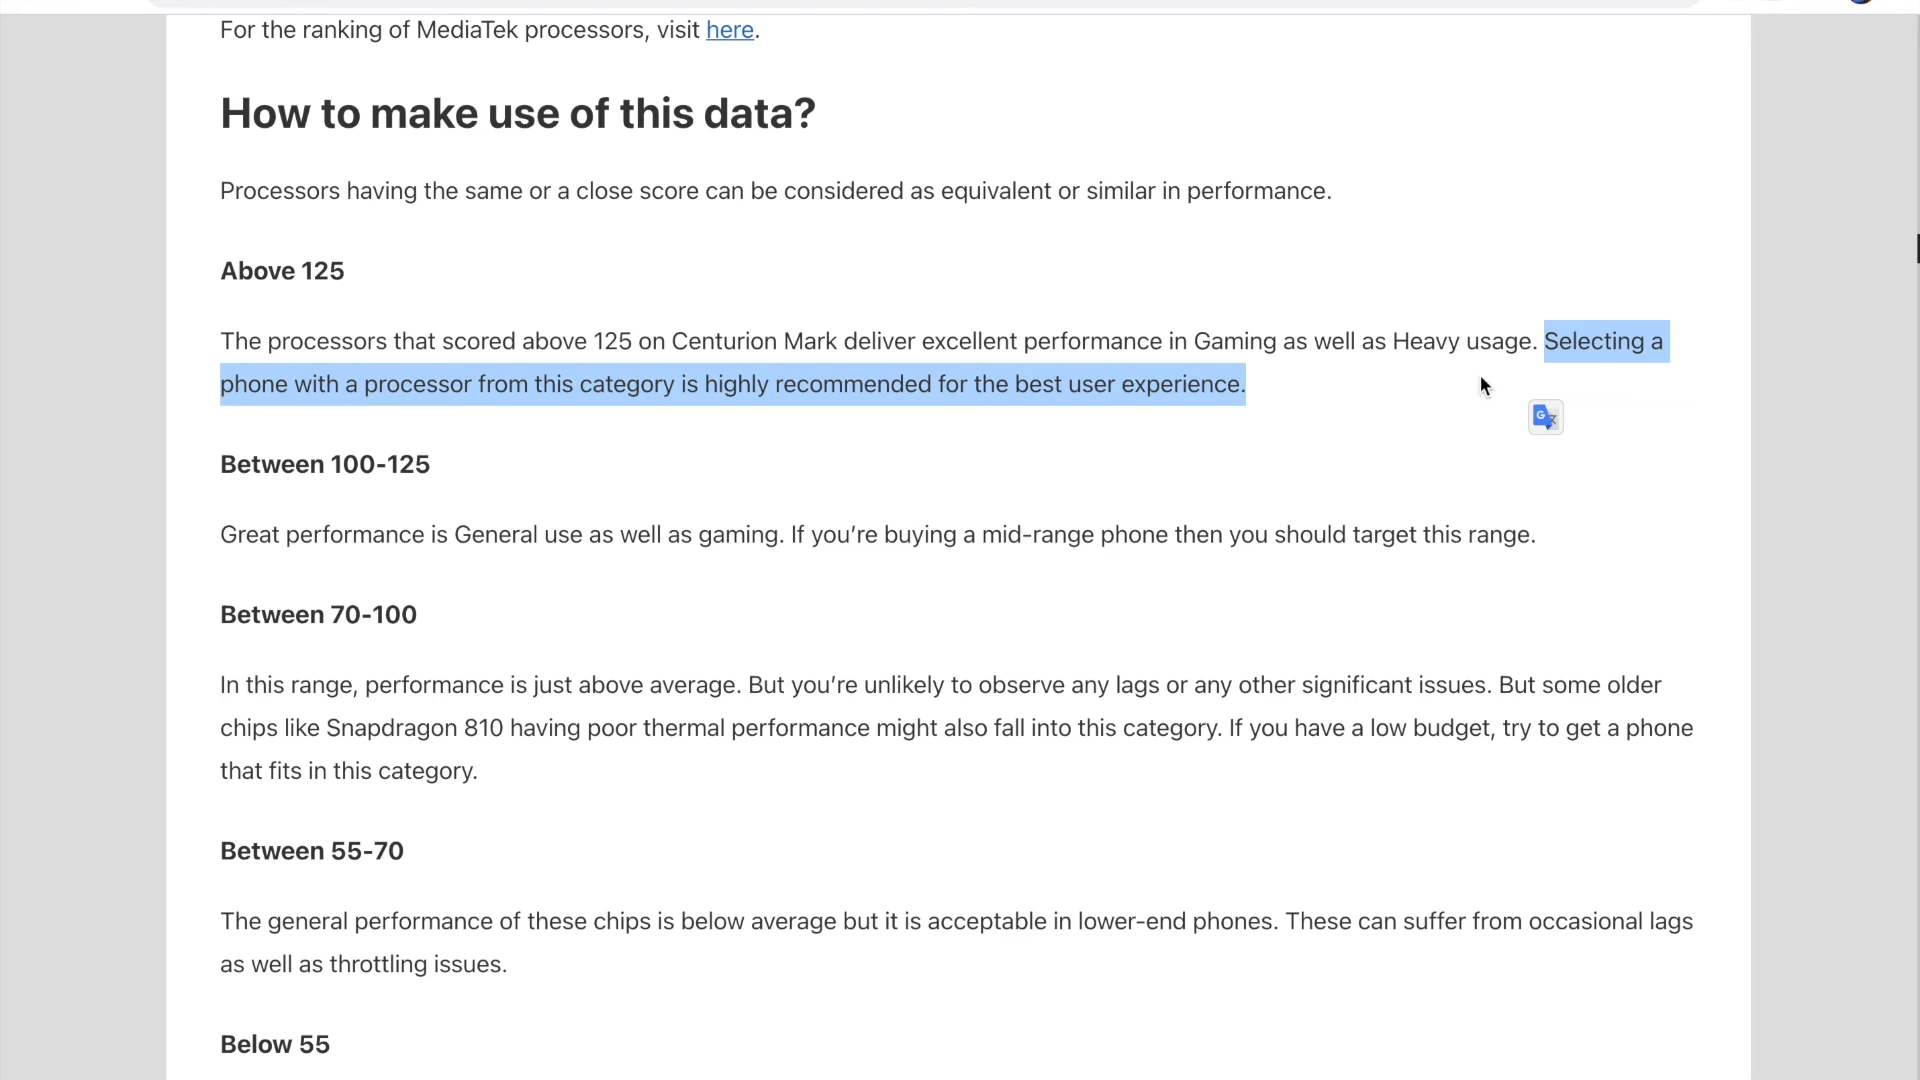 For the ranking of MediaTek processors, visit here.
How to make use of this data?
Processors having the same or a close score can be considered as equivalent or similar in performance.
Above 125
The processors that scored above 125 on Centurion Mark deliver excellent performance in Gaming as well as Heavy usage. Selecting a
phone with a processor from this category is highly recommended for the best user experience.
Between 100-125
Great performance is General use as well as gaming. If you’re buying a mid-range phone then you should target this range.
Between 70-100
In this range, performance is just above average. But you’re unlikely to observe any lags or any other significant issues. But some older
chips like Snapdragon 810 having poor thermal performance might also fall into this category. If you have a low budget, try to get a phone
that fits in this category.
Between 55-70
The general performance of these chips is below average but it is acceptable in lower-end phones. These can suffer from occasional lags
as well as throttling issues.
Below 55